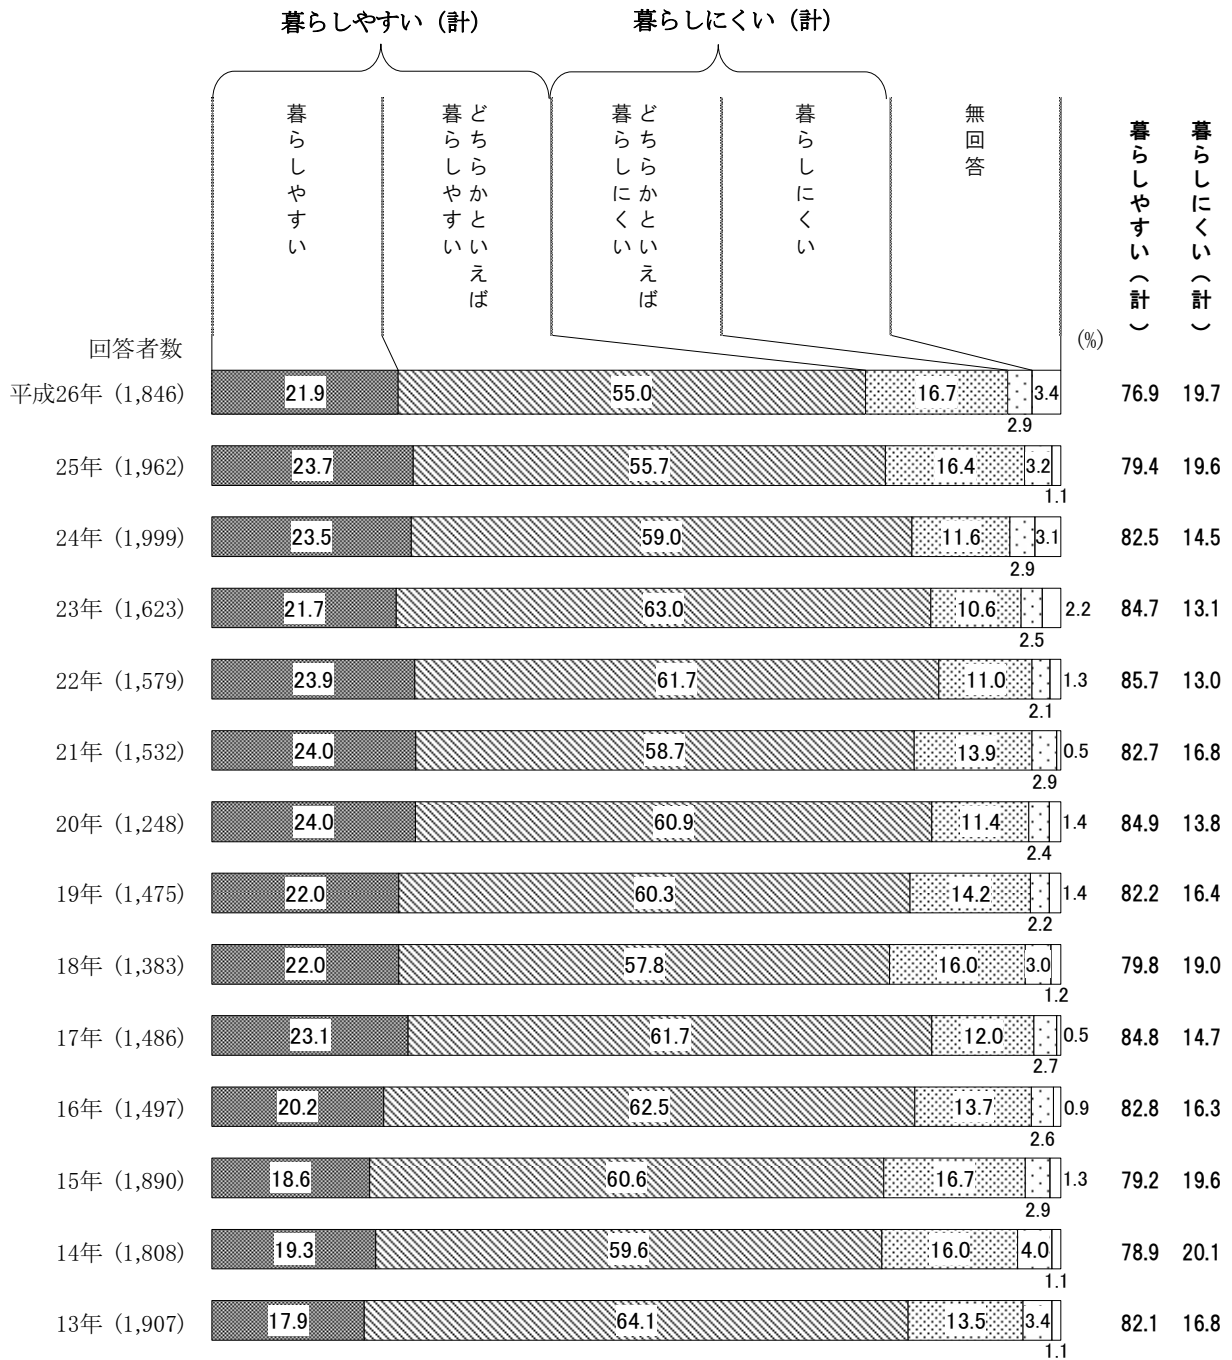 暮らしやすい（計）
暮らしにくい（計）
暮らしやすい
どちらかといえば
暮らしやすい
どちらかといえば
暮らしにくい
暮らしにくい
無回答
暮らしやすい（計）
暮らしにくい（計）
回答者数
(%)
平成26年 (1,846) 21.9 55.0 16.7 2.9 3.4 76.9 19.7
25年 (1,962) 23.7 55.7 16.4 3.2 1.1 79.4 19.6
24年 (1,999) 23.5 59.0 11.6 2.9 3.1 82.5 14.5
23年 (1,623) 21.7 63.0 10.6 2.5 2.2 84.7 13.1
22年 (1,579) 23.9 61.7 11.0 2.1 1.3 85.7 13.0
21年 (1,532) 24.0 58.7 13.9 2.9 0.5 82.7 16.8
20年 (1,248) 24.0 60.9 11.4 2.4 1.4 84.9 13.8
19年 (1,475) 22.0 60.3 14.2 2.2 1.4 82.2 16.4
18年 (1,383) 22.0 57.8 16.0 3.0 1.2 79.8 19.0
17年 (1,486) 23.1 61.7 12.0 2.7 0.5 84.8 14.7
16年 (1,497) 20.2 62.5 13.7 2.6 0.9 82.8 16.3
15年 (1,890) 18.6 60.6 16.7 2.9 1.3 79.2 19.6
14年 (1,808) 19.3 59.6 16.0 4.0 1.1 78.9 20.1
13年 (1,907) 17.9 64.1 13.5 3.4 1.1 82.1 16.8